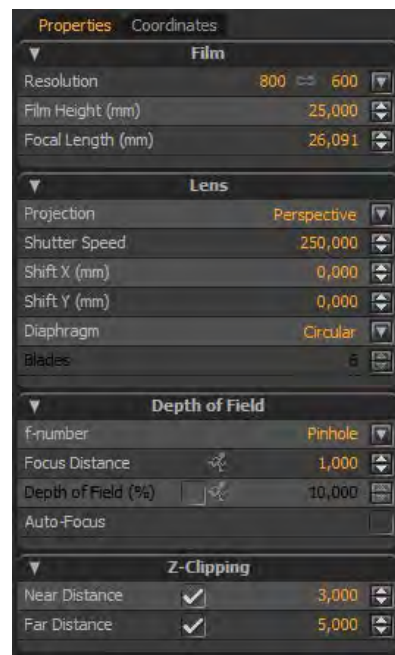 Properties Coordinates
Film
Resolution 800 600
Film Height (mm) 25,000
Focal Length (mm) 26,091
Lens
Projection Perspective
Shutter Speed 250,000
Shift X (mm) 0,000
Shift Y (mm) 0,000
Diaphragm Circular
Blades 6
Depth of Field
f-number Pinhole
Focus Distance 1,000
Depth of Field (%) 10,000
Auto-Focus
Z-Clipping
Near Distance 3,000
Far Distance 5,000